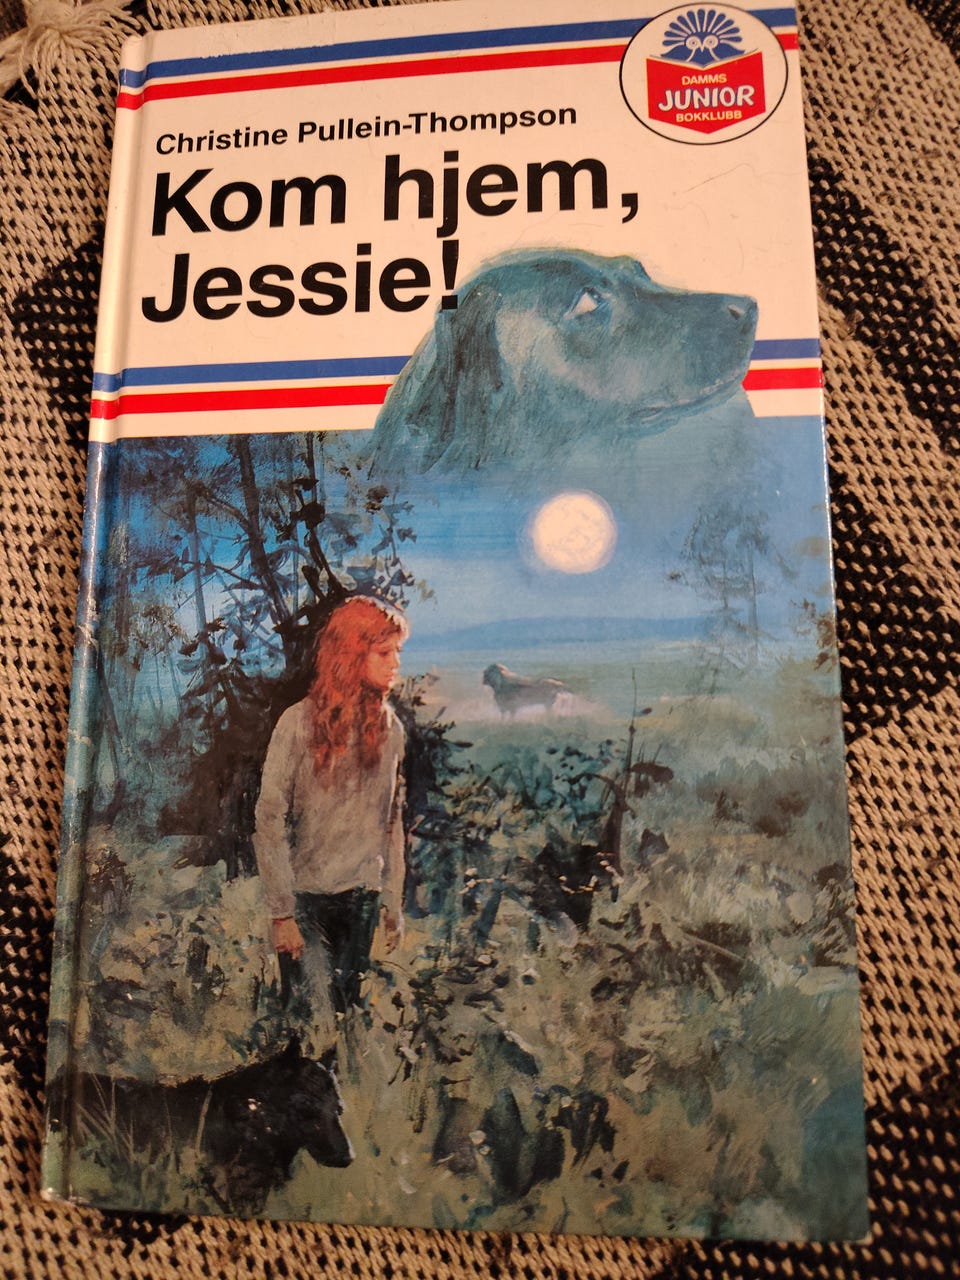 DAMMS
JUNIOR
BOKKLUBB
Christine Pullein-Thompson
Kom hjem,
Jessie!